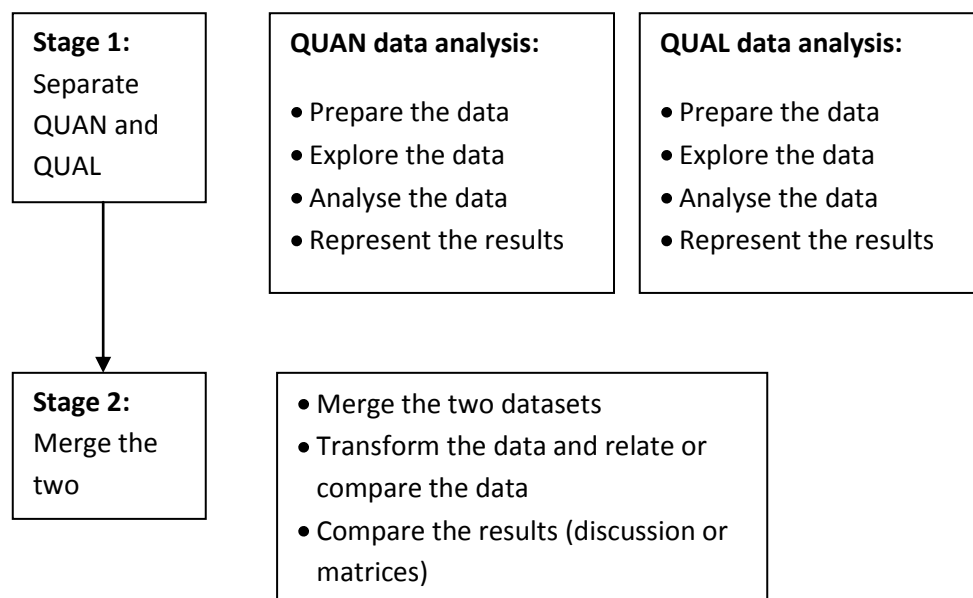 Stage 1:
Separate
QUAN and
QUAL
QUAN data analysis:
• Prepare the data
• Explore the data
• Analyse the data
• Represent the results
QUAL data analysis:
• Prepare the data
• Explore the data
• Analyse the data
• Represent the results
Stage 2:
Merge the
two
• Merge the two datasets
• Transform the data and relate or
compare the data
• Compare the results (discussion or
matrices)